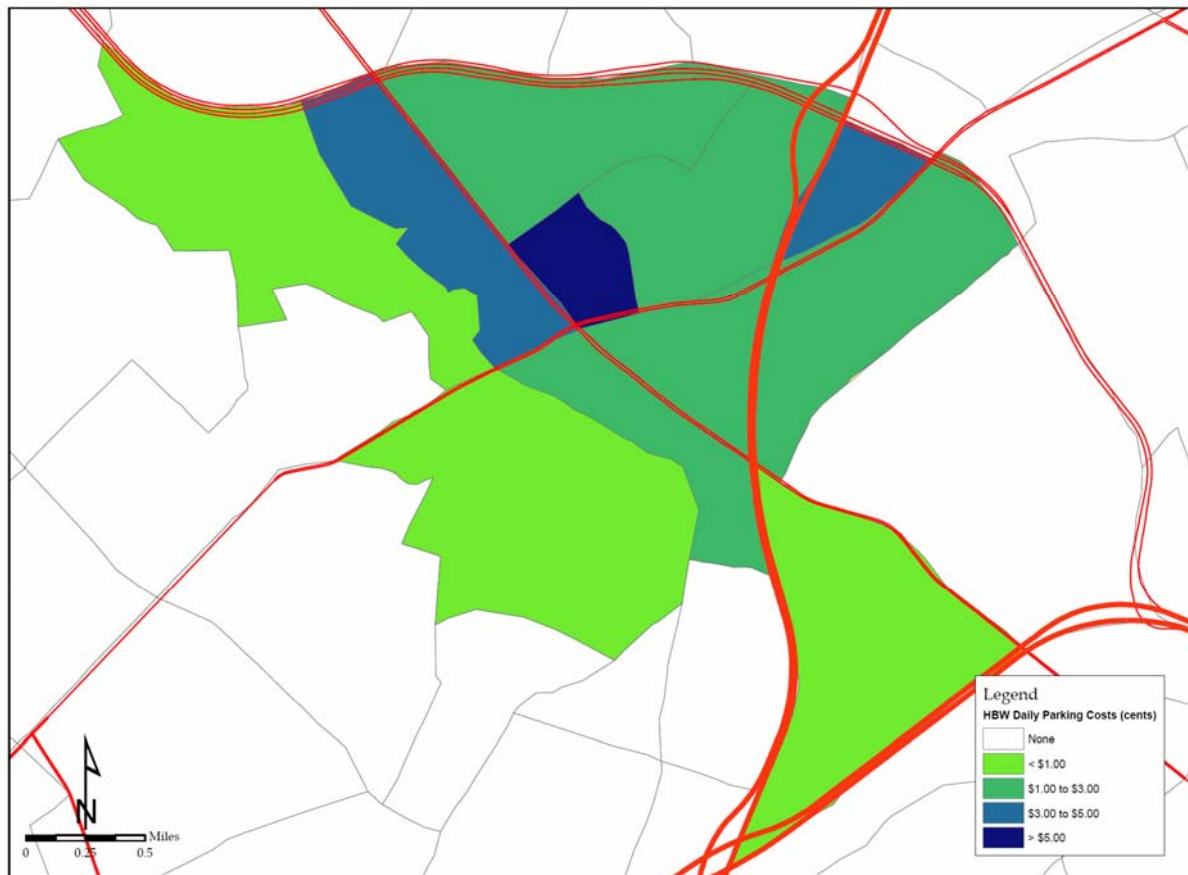 Legend
HBW Daily Parking Costs (cents)
None
< $1.00
$1.00 to $3.00
$3.00 to $5.00
> $5.00
N
Miles
0 0.25 0.5